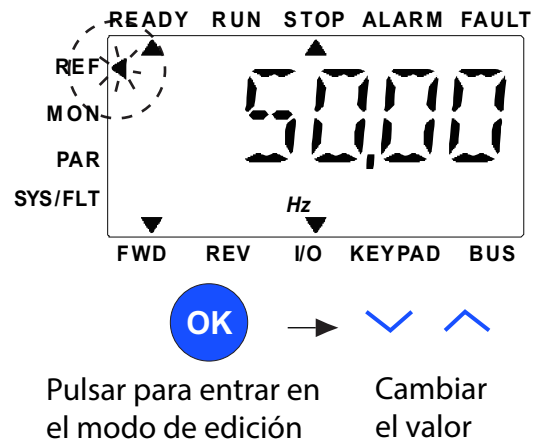 READY RUN STOP ALARM FAULT
REF
MON
PAR
SYS/FLT
50,00
Hz
FWD REV I/O KEYPAD BUS
OK
Pulsar para entrar en
el modo de edición
Cambiar
el valor